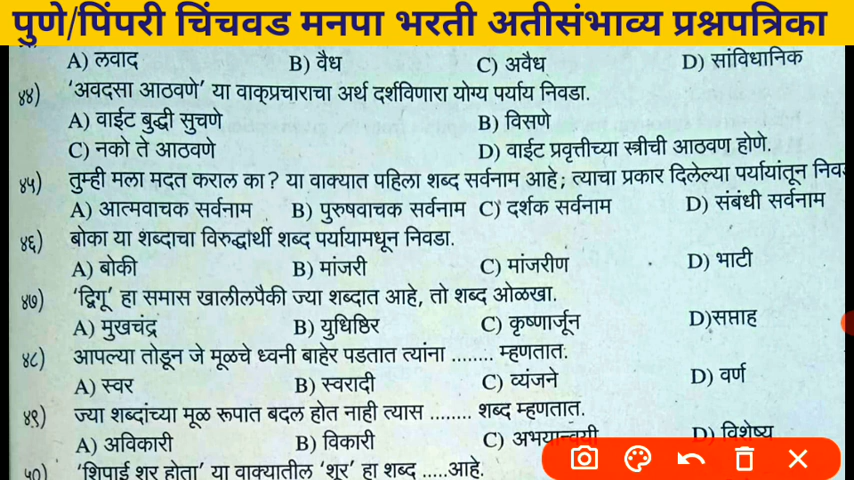 पुणे/पिंपरी चिंचवड मनपा भरती अतीसंभाव्य प्रश्नपत्रिका
A) लवाद B) वैध C) अवैध D) सांविधानिक
४४) 'अवदसा आठवणे' या वाक्प्रचाराचा अर्थ दर्शविणारा योग्य पर्याय निवडा.
A) वाईट बुद्धी सुचणे B) विसणे
C) नको ते आठवणे D) वाईट प्रवृत्तीच्या स्त्रीची आठवण होणे.
४५) तुम्ही मला मदत कराल का? या वाक्यात पहिला शब्द सर्वनाम आहे; त्याचा प्रकार दिलेल्या पर्यायांतून निव
A) आत्मवाचक सर्वनाम B) पुरुषवाचक सर्वनाम C) दर्शक सर्वनाम D) संबंधी सर्वनाम
४६) बोका या शब्दाचा विरुद्धार्थी शब्द पर्यायामधून निवडा.
A) बोकी B) मांजरी C) मांजरीण D) भाटी
४७) 'द्विगू' हा समास खालीलपैकी ज्या शब्दात आहे, तो शब्द ओळखा.
A) मुखचंद्र B) युधिष्ठिर C) कृष्णार्जून D)सप्ताह
४८) आपल्या तोंडून जे मूळचे ध्वनी बाहेर पडतात त्यांना ........ म्हणतात.
A) स्वर B) स्वरादी C) व्यंजने D) वर्ण
४९) ज्या शब्दांच्या मूळ रूपात बदल होत नाही त्यास ........ शब्द म्हणतात.
A) अविकारी B) विकारी C) अभयान्वयी D) विशेष्य
५०) 'शिपाई शूर होता' या वाक्यातील 'शूर' हा शब्द .....आहे.